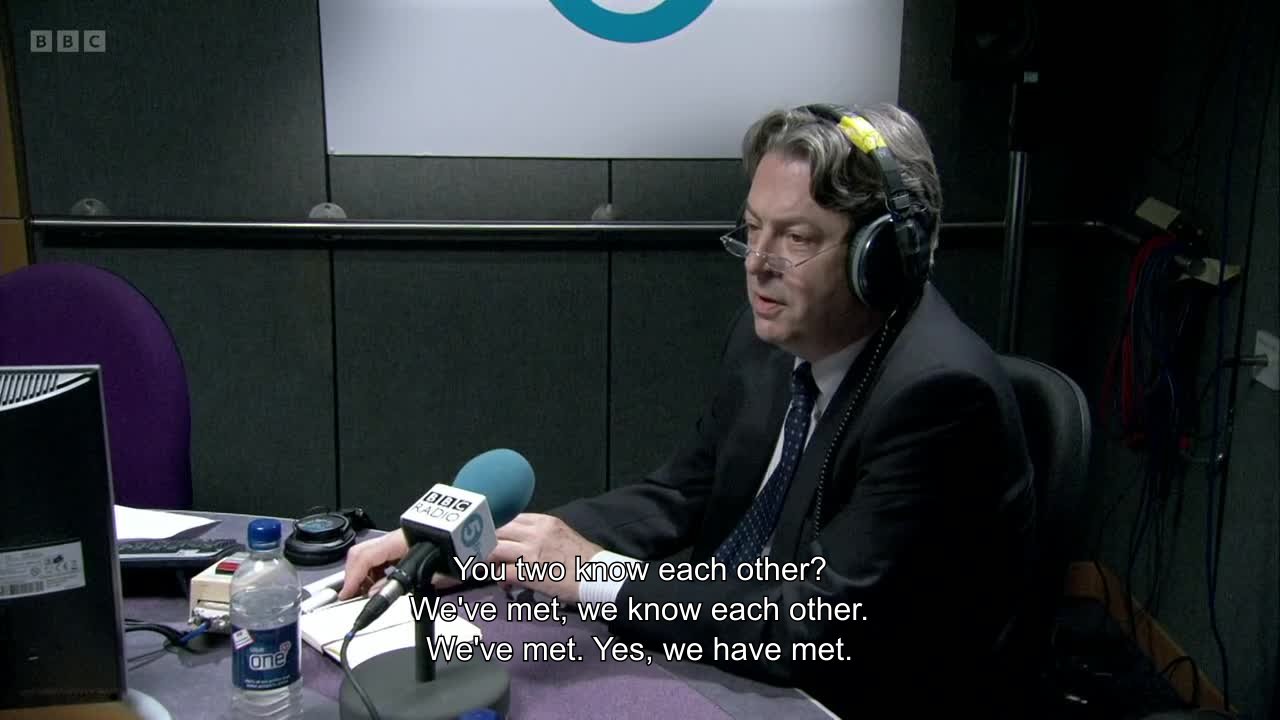 BBC
BBC
RADIO
5
one
You two know each other?
We've met, we know each other.
We've met. Yes, we have met.